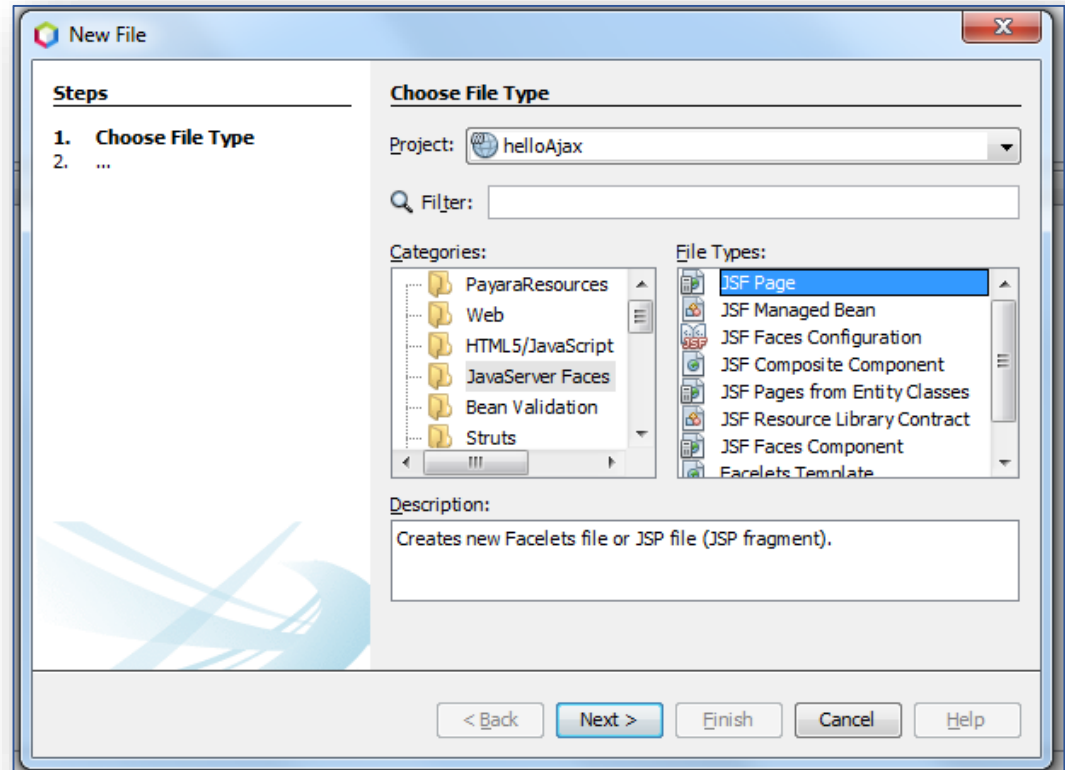 New File
X
Steps
1. Choose File Type
2. ...
Choose File Type
Project: helloAjax
Filter:
Categories:
PayaraResources
Web
HTML5/JavaScript
JavaServer Faces
Bean Validation
Struts
File Types:
JSF Page
JSF Managed Bean
JSF Faces Configuration
JSF Composite Component
JSF Pages from Entity Classes
JSF Resource Library Contract
JSF Faces Component
Facelets Template
Description:
Creates new Facelets file or JSP file (JSP fragment).
< Back Next > Finish Cancel Help